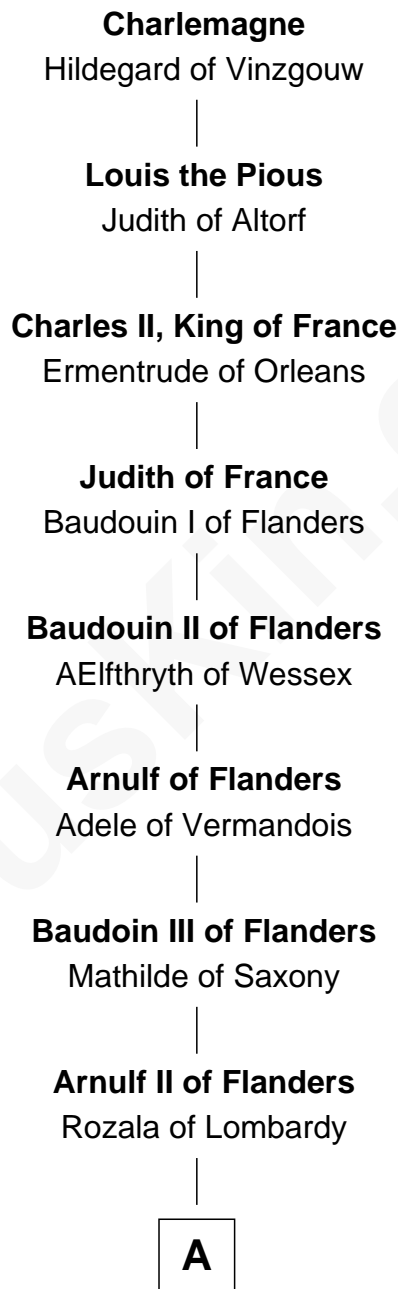 Charlemagne
Hildegard of Vinzgouw
Louis the Pious
Judith of Altorf
Charles II, King of France
Ermentrude of Orleans
Judith of France
Baudouin I of Flanders
Baudouin II of Flanders
AElfthryth of Wessex
Arnulf of Flanders
Adele of Vermandois
Baudoin III of Flanders
Mathilde of Saxony
Arnulf II of Flanders
Rozala of Lombardy
A